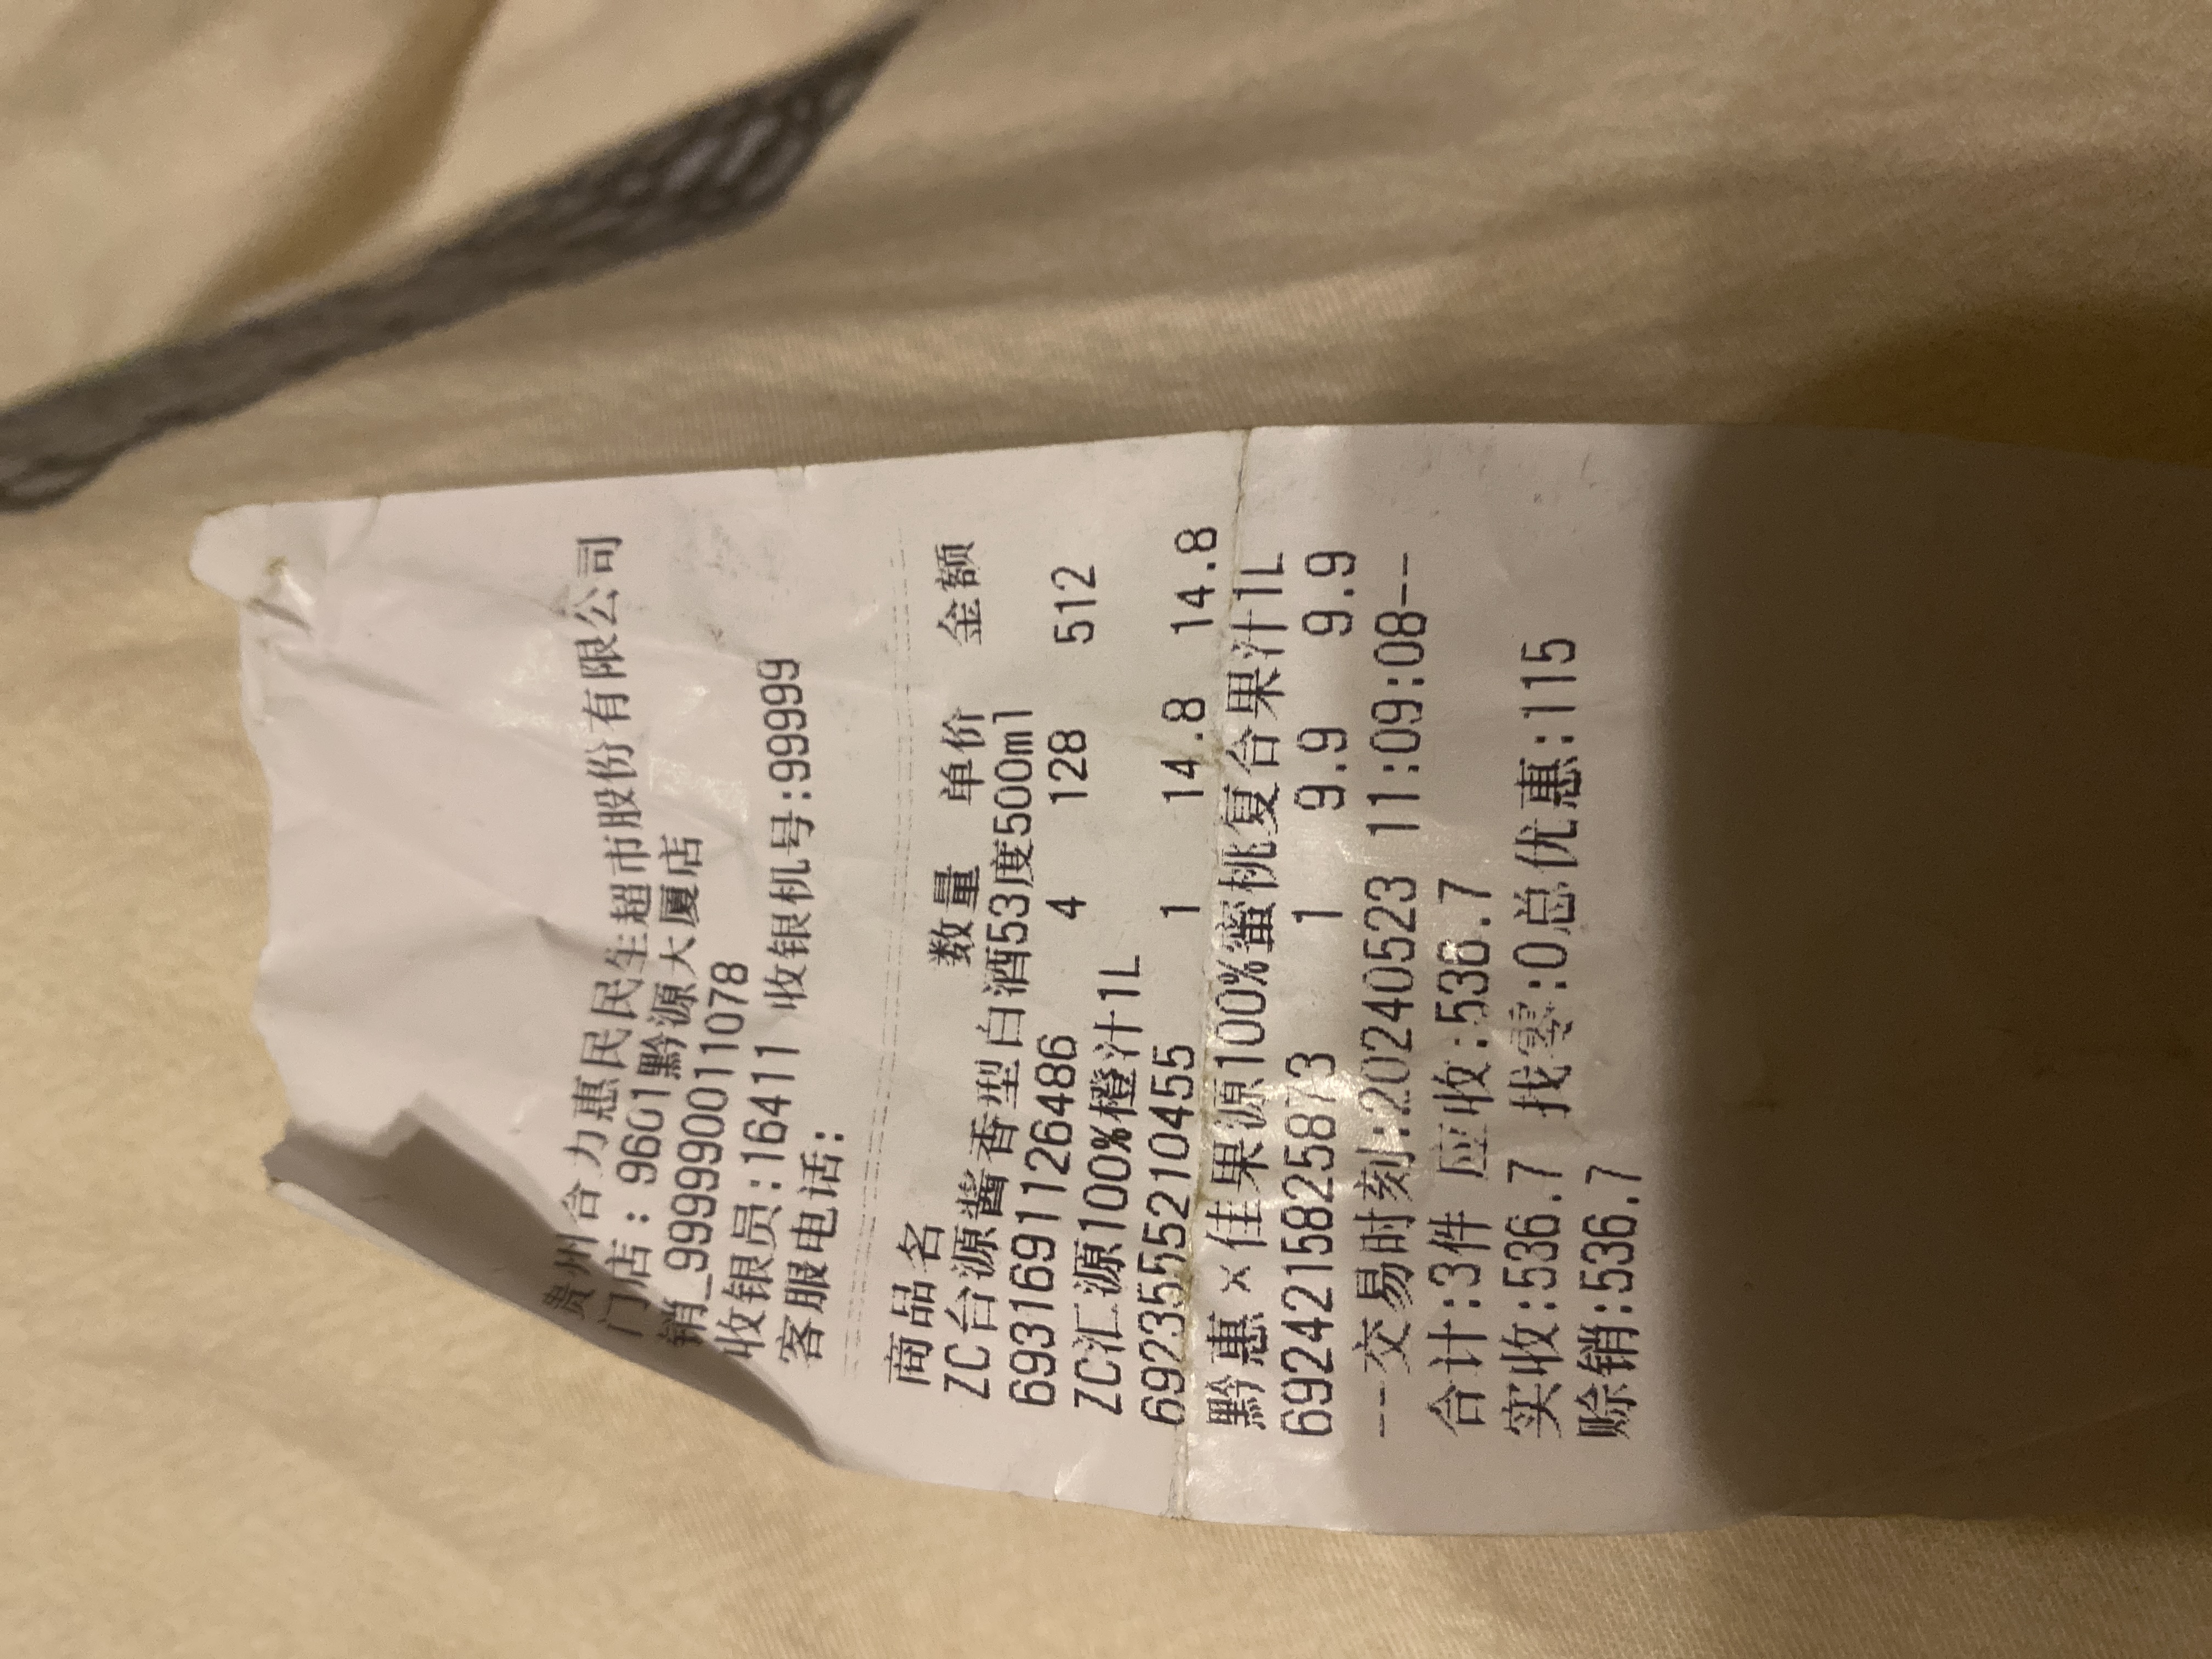 贵州合力惠民民生超市股份有限公司
门店: 9601黔源大厦店
销_99999001 1078
收银员:16411 收银机号:99999
客服电话:
商品名 数量 单价 金额
ZC台源酱香型白酒53度500ml
6931691126486 4 128 512
ZC汇源100%橙汁1L
6923555210455 1 14.8 14.8
黔惠×佳果源100%蜜桃复合果汁1L
6924215825873 1 9.9 9.9
--交易时刻:20240523 11:09:08--
合计:3件 应收:536.7
实收:536.7 找零:0总优惠:115
赊销:536.7